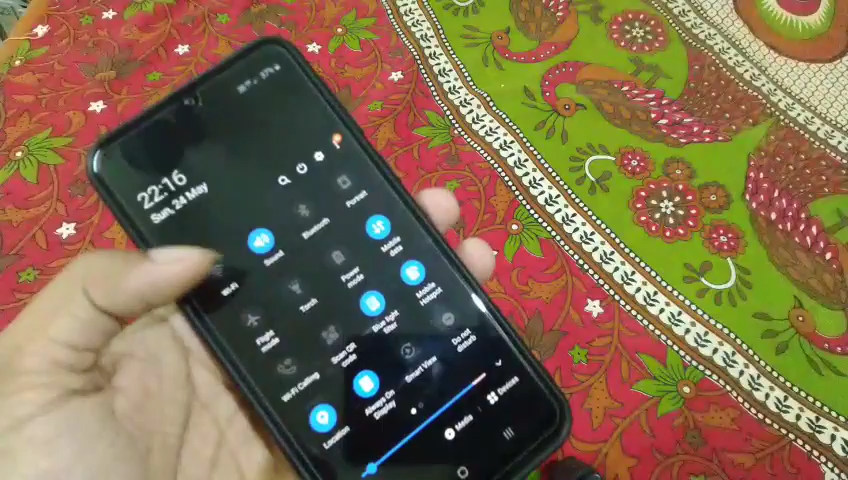 22:16
Sun, 24 May
Wi-Fi
Sound
Bluetooth
Portrait
Flight
mode
Torch
Power
mode
Mobile
data
Wi-Fi Calling
Scan QR
code
Blue light
filter
Mobile
Hotspot
Location
Always On
Display
Smart View
Do not
disturb
Media
Devices